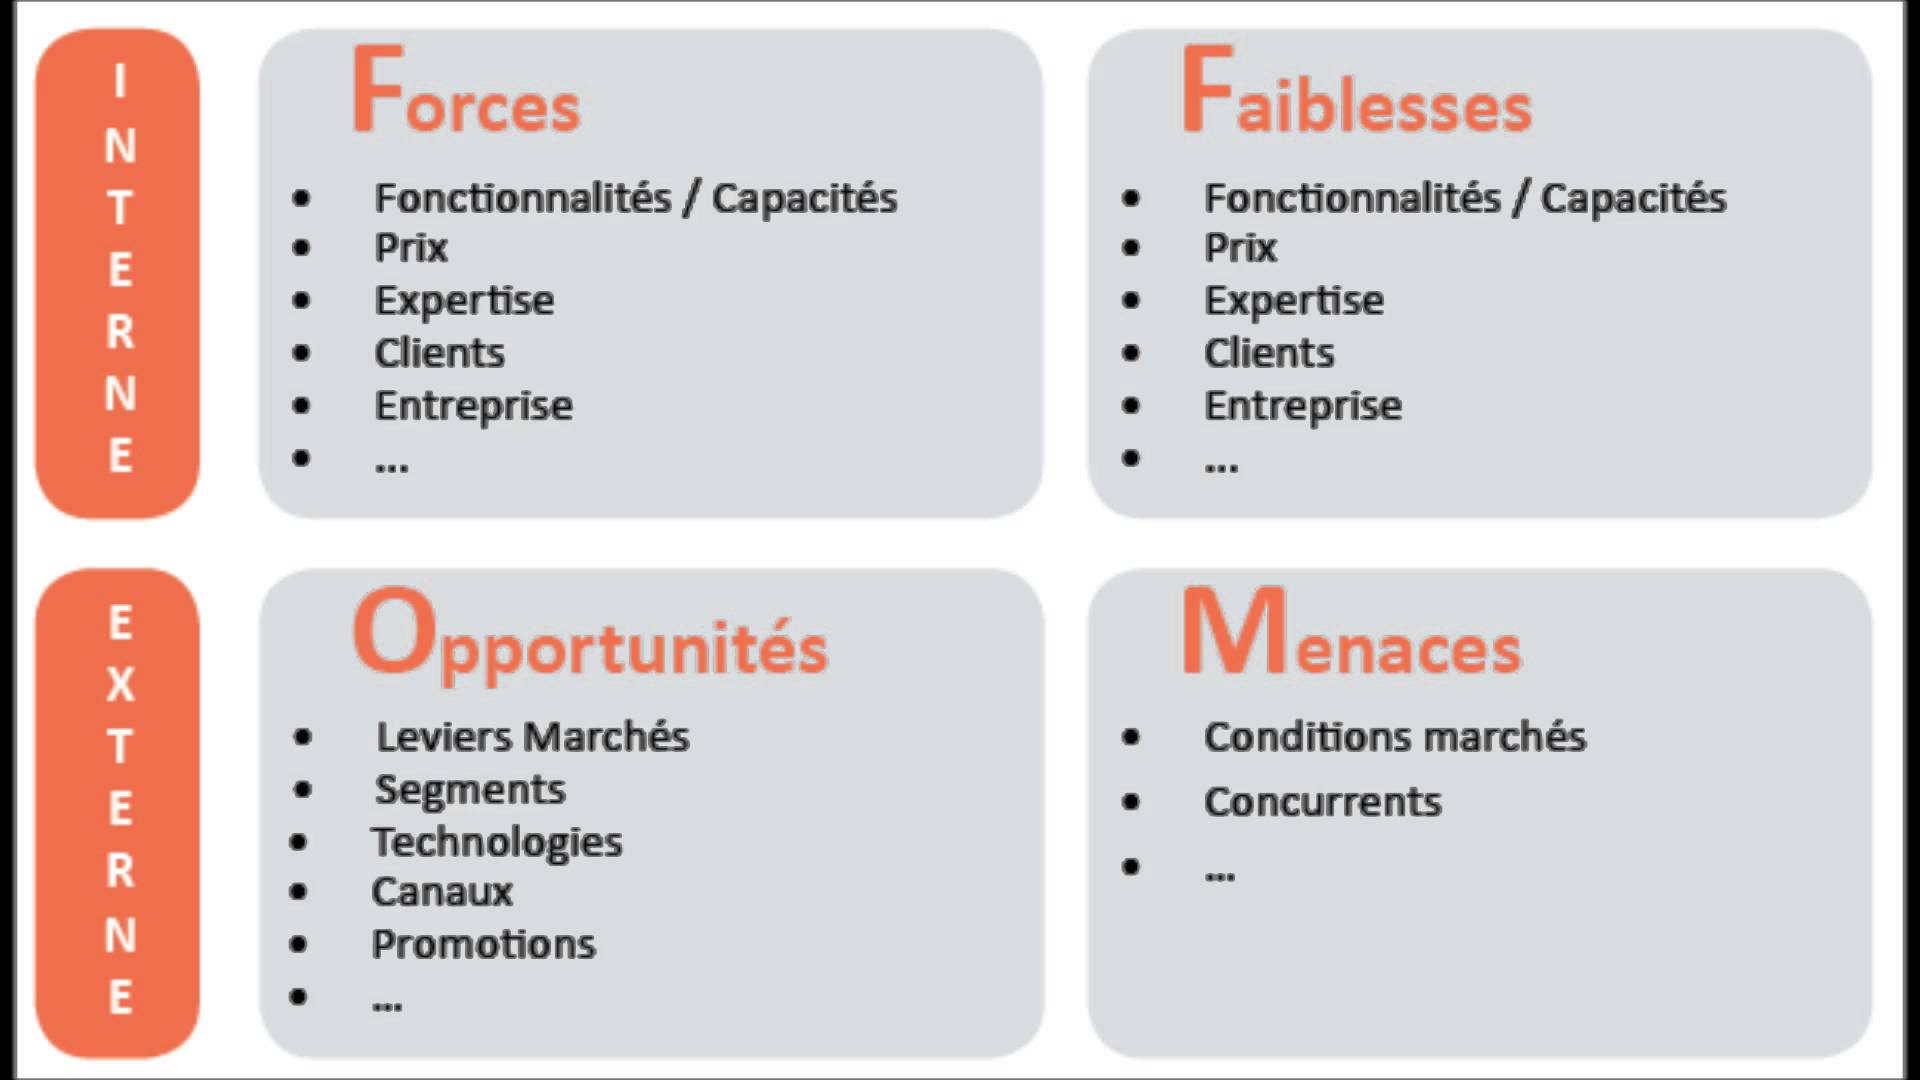 INTERNE
Forces
• Fonctionnalités / Capacités
• Prix
• Expertise
• Clients
• Entreprise
• ...
Faiblesses
• Fonctionnalités / Capacités
• Prix
• Expertise
• Clients
• Entreprise
• ...
EXTERNE
Opportunités
• Leviers Marchés
• Segments
• Technologies
• Canaux
• Promotions
• ...
Menaces
• Conditions marchés
• Concurrents
• ...